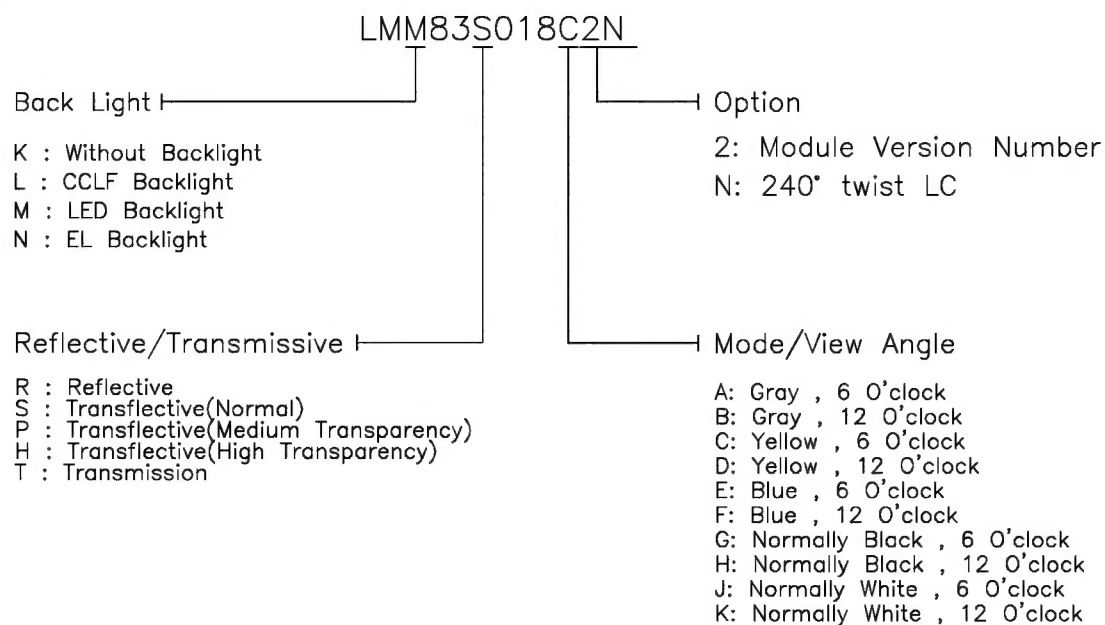 LMM83S018C2N
Back Light
K : Without Backlight
L : CCLF Backlight
M : LED Backlight
N : EL Backlight
Option
2: Module Version Number
N: 240° twist LC
Reflective/Transmissive
R : Reflective
S : Transflective(Normal)
P : Transflective(Medium Transparency)
H : Transflective(High Transparency)
T : Transmission
Mode/View Angle
A: Gray , 6 O'clock
B: Gray , 12 O'clock
C: Yellow , 6 O'clock
D: Yellow , 12 O'clock
E: Blue , 6 O'clock
F: Blue , 12 O'clock
G: Normally Black , 6 O'clock
H: Normally Black , 12 O'clock
J: Normally White , 6 O'clock
K: Normally White , 12 O'clock